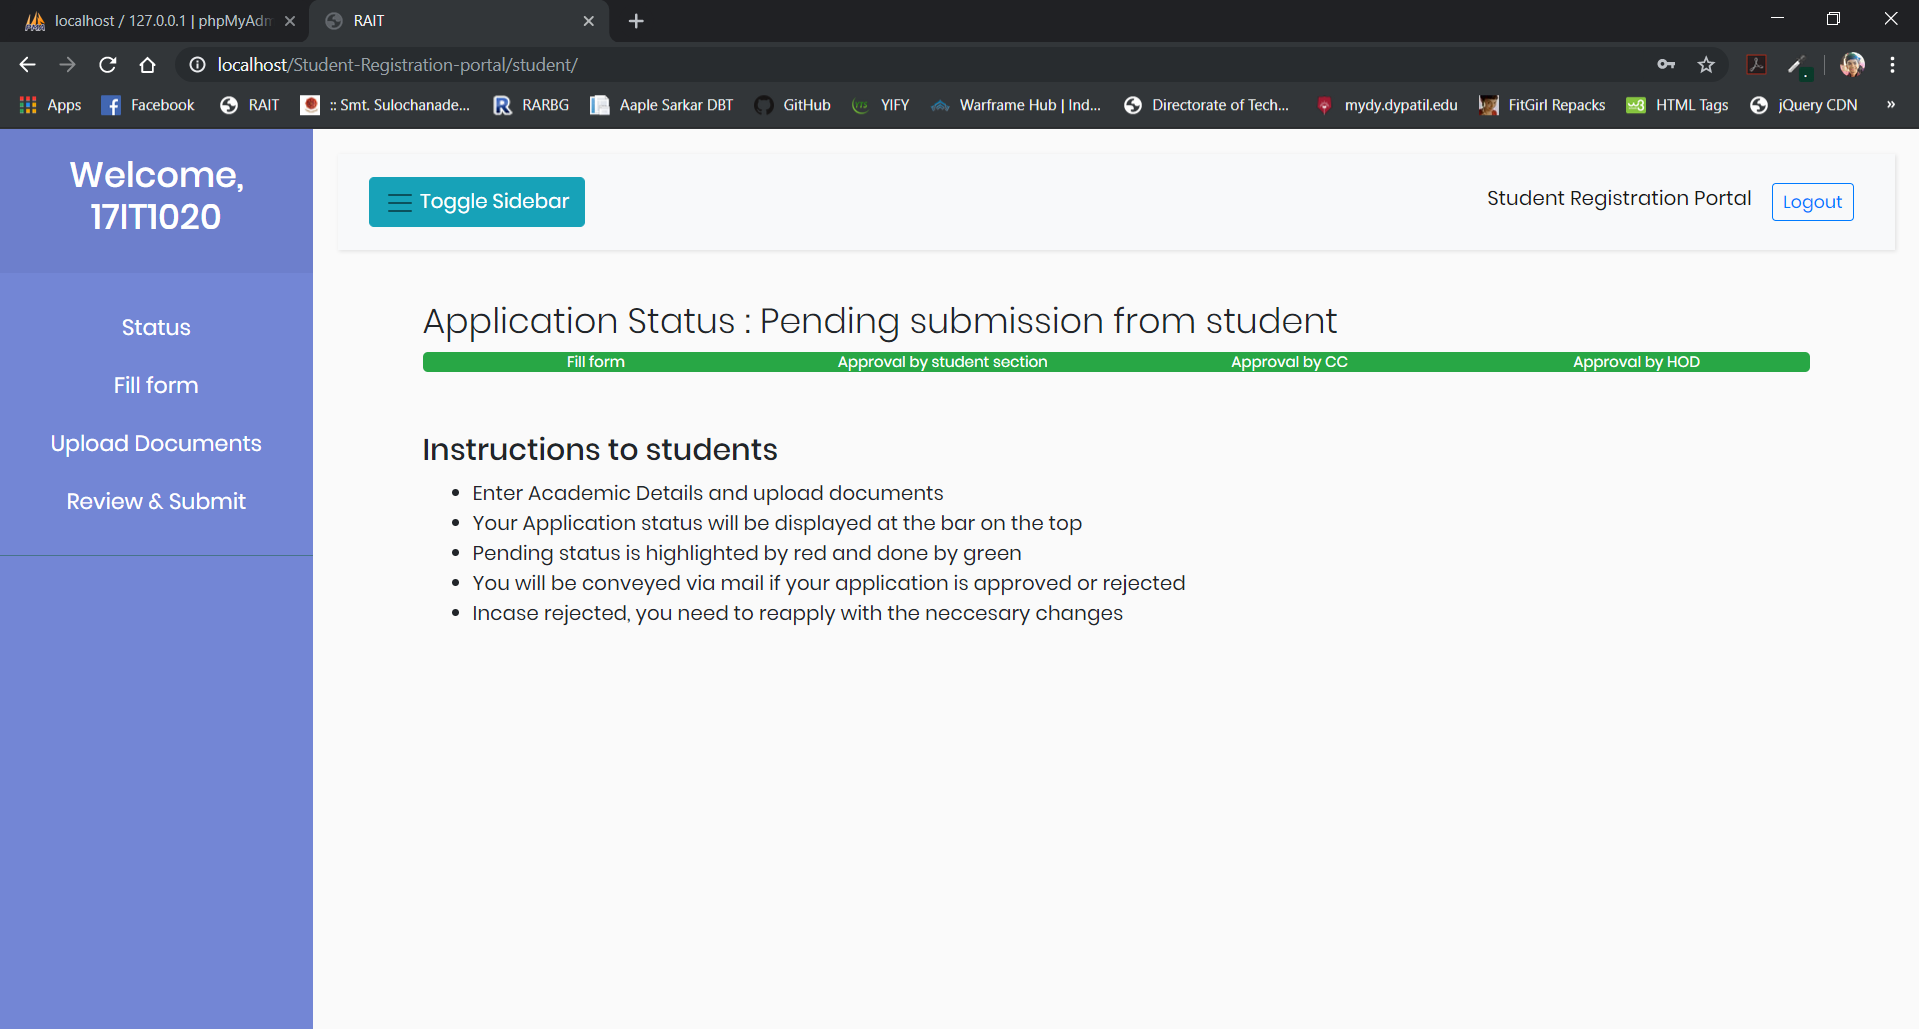 localhost / 127.0.0.1 | phpMyAdm
RAIT
localhost/Student-Registration-portal/student/
Apps
Facebook
RAIT
:: Smt. Sulochanade...
RARBG
Aaple Sarkar DBT
GitHub
YIFY
Warframe Hub | Ind...
Directorate of Tech...
mydy.dypatil.edu
FitGirl Repacks
HTML Tags
jQuery CDN
»
Welcome,
17IT1020
Status
Fill form
Upload Documents
Review & Submit
Toggle Sidebar
Student Registration Portal
Logout
Application Status : Pending submission from student
Fill form
Approval by student section
Approval by CC
Approval by HOD
Instructions to students
Enter Academic Details and upload documents
Your Application status will be displayed at the bar on the top
Pending status is highlighted by red and done by green
You will be conveyed via mail if your application is approved or rejected
Incase rejected, you need to reapply with the neccesary changes